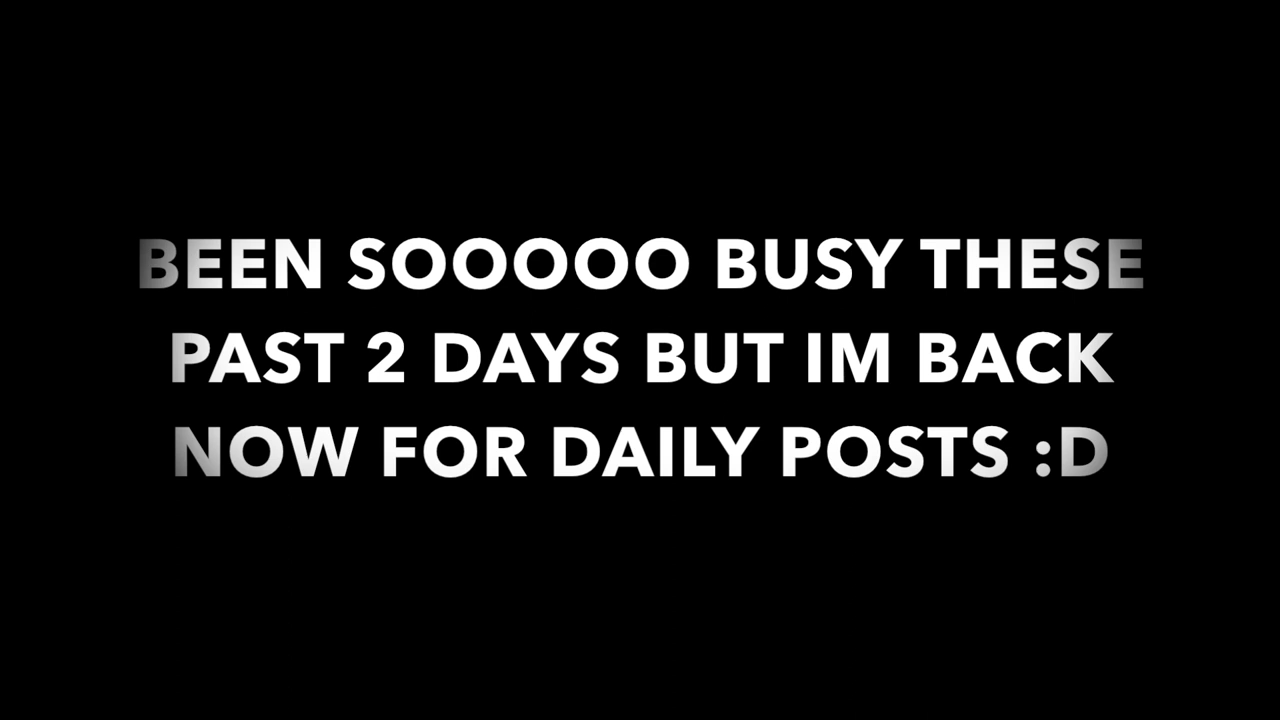 BEEN SOOOOO BUSY THESE
PAST 2 DAYS BUT IM BACK
NOW FOR DAILY POSTS :D